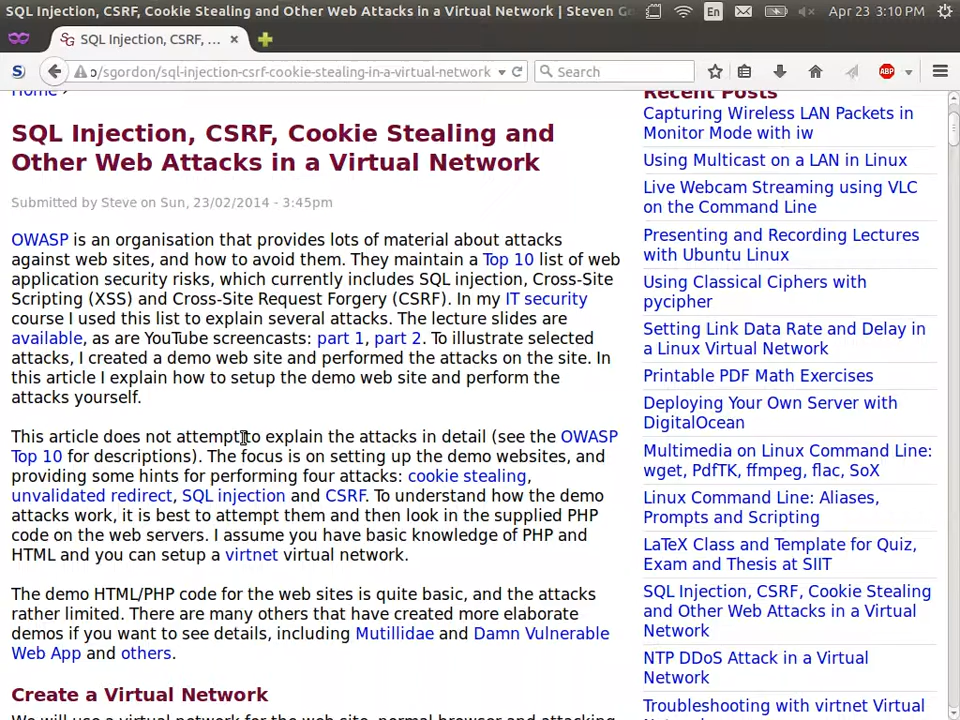 SQL Injection, CSRF, Cookie Stealing and Other Web Attacks in a Virtual Network | Steven G
En
Apr 23 3:10 PM
SG SQL Injection, CSRF, ...
S
o/sgordon/sql-injection-csrf-cookie-stealing-in-a-virtual-network
Search
ABP
Home ›
SQL Injection, CSRF, Cookie Stealing and
Other Web Attacks in a Virtual Network
Submitted by Steve on Sun, 23/02/2014 - 3:45pm
OWASP is an organisation that provides lots of material about attacks
against web sites, and how to avoid them. They maintain a Top 10 list of web
application security risks, which currently includes SQL injection, Cross-Site
Scripting (XSS) and Cross-Site Request Forgery (CSRF). In my IT security
course I used this list to explain several attacks. The lecture slides are
available, as are YouTube screencasts: part 1, part 2. To illustrate selected
attacks, I created a demo web site and performed the attacks on the site. In
this article I explain how to setup the demo web site and perform the
attacks yourself.
This article does not attempt to explain the attacks in detail (see the OWASP
Top 10 for descriptions). The focus is on setting up the demo websites, and
providing some hints for performing four attacks: cookie stealing,
unvalidated redirect, SQL injection and CSRF. To understand how the demo
attacks work, it is best to attempt them and then look in the supplied PHP
code on the web servers. I assume you have basic knowledge of PHP and
HTML and you can setup a virtnet virtual network.
The demo HTML/PHP code for the web sites is quite basic, and the attacks
rather limited. There are many others that have created more elaborate
demos if you want to see details, including Mutillidae and Damn Vulnerable
Web App and others.
Create a Virtual Network
We will use a virtual network for the web site, normal browser and attacking
Recent Posts
Capturing Wireless LAN Packets in
Monitor Mode with iw
Using Multicast on a LAN in Linux
Live Webcam Streaming using VLC
on the Command Line
Presenting and Recording Lectures
with Ubuntu Linux
Using Classical Ciphers with
pycipher
Setting Link Data Rate and Delay in
a Linux Virtual Network
Printable PDF Math Exercises
Deploying Your Own Server with
DigitalOcean
Multimedia on Linux Command Line:
wget, PdfTK, ffmpeg, flac, SoX
Linux Command Line: Aliases,
Prompts and Scripting
LaTeX Class and Template for Quiz,
Exam and Thesis at SIIT
SQL Injection, CSRF, Cookie Stealing
and Other Web Attacks in a Virtual
Network
NTP DDoS Attack in a Virtual
Network
Troubleshooting with virtnet Virtual